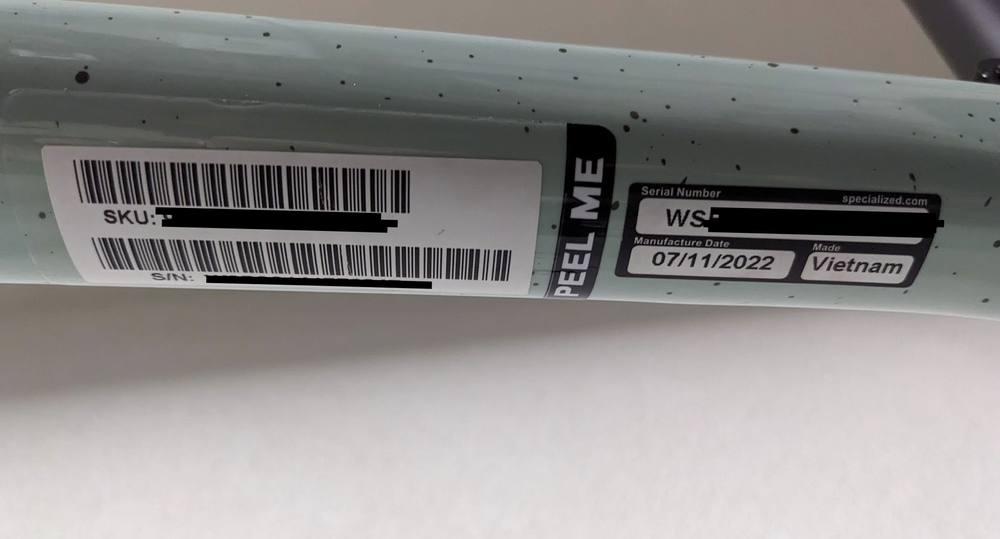 SKU:
S/N:
PEEL ME
Serial Number
specialized.com
WS
Manufacture Date
Made
07/11/2022
Vietnam